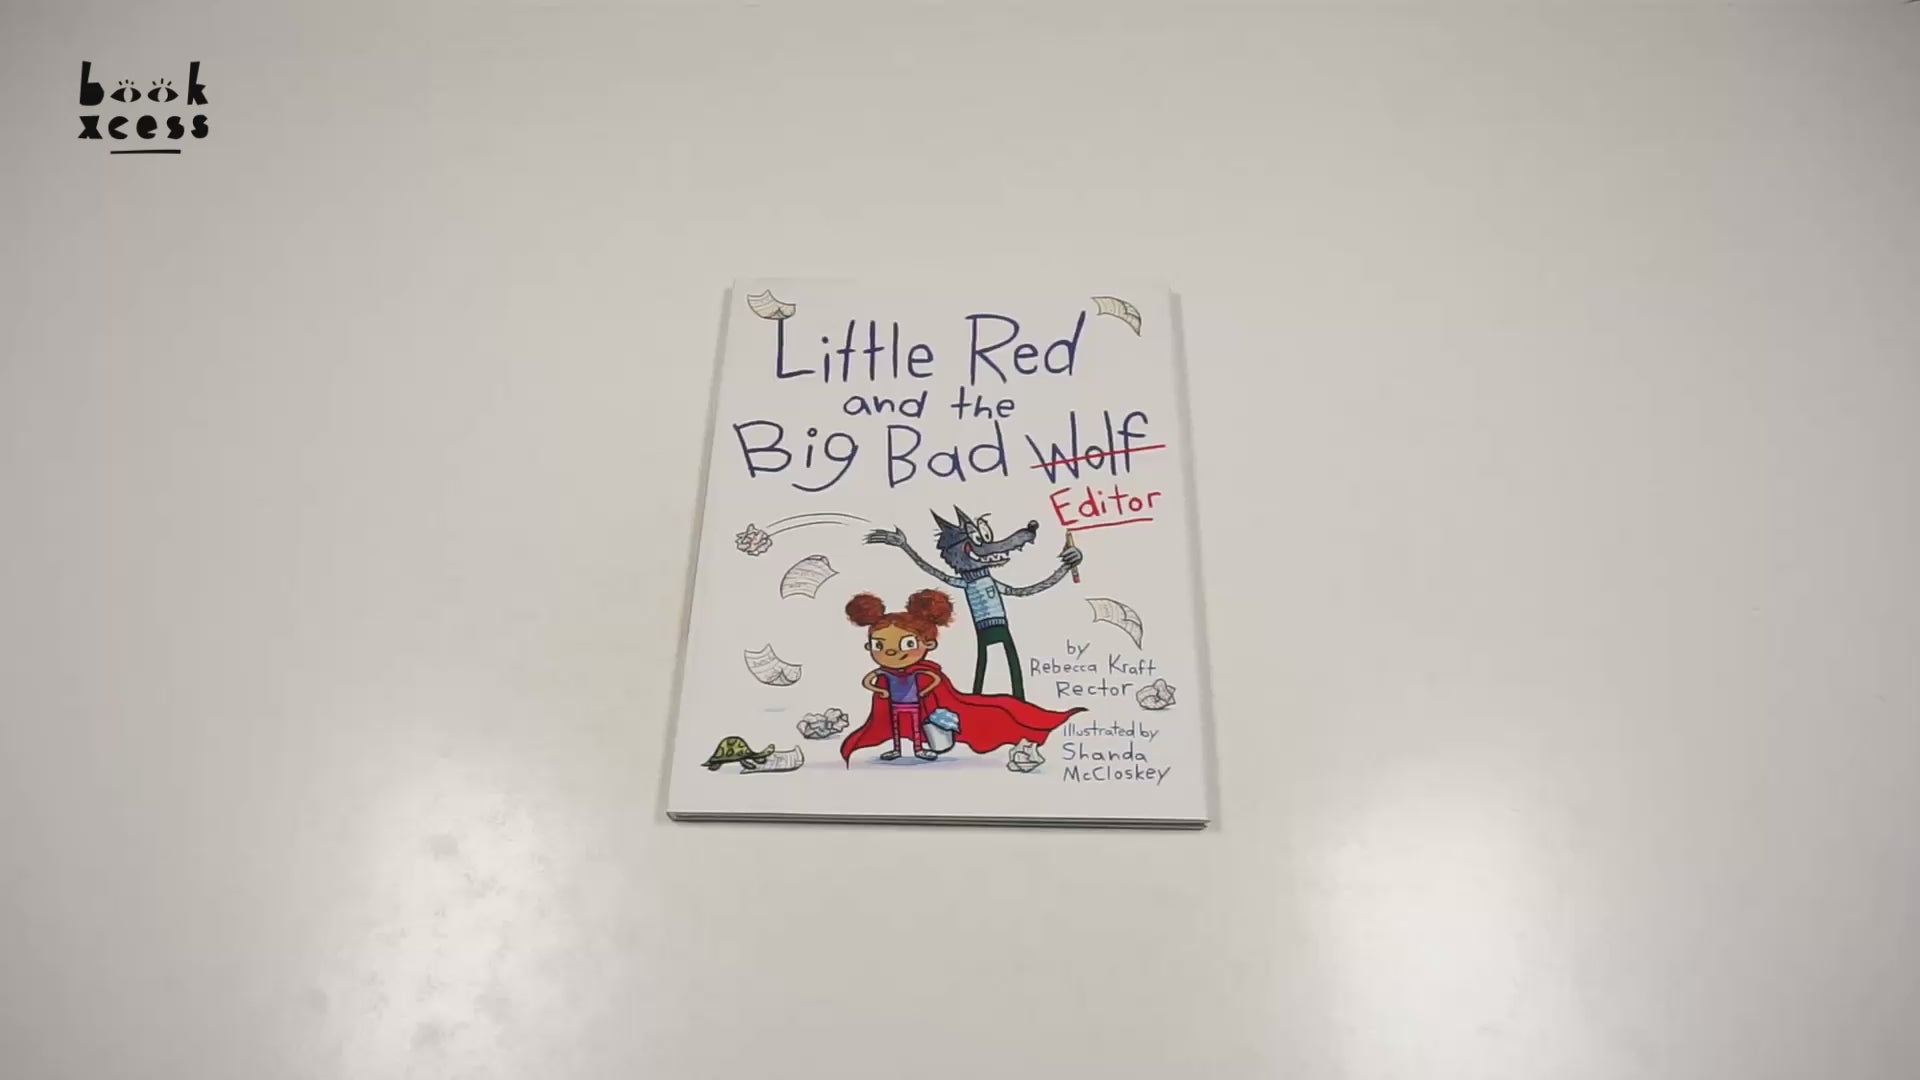 book
xcess
Little Red
and the
Big Bad Wolf
Editor
by
Rebecca Kraft
Rector
illustrated by
Shanda
McCloskey